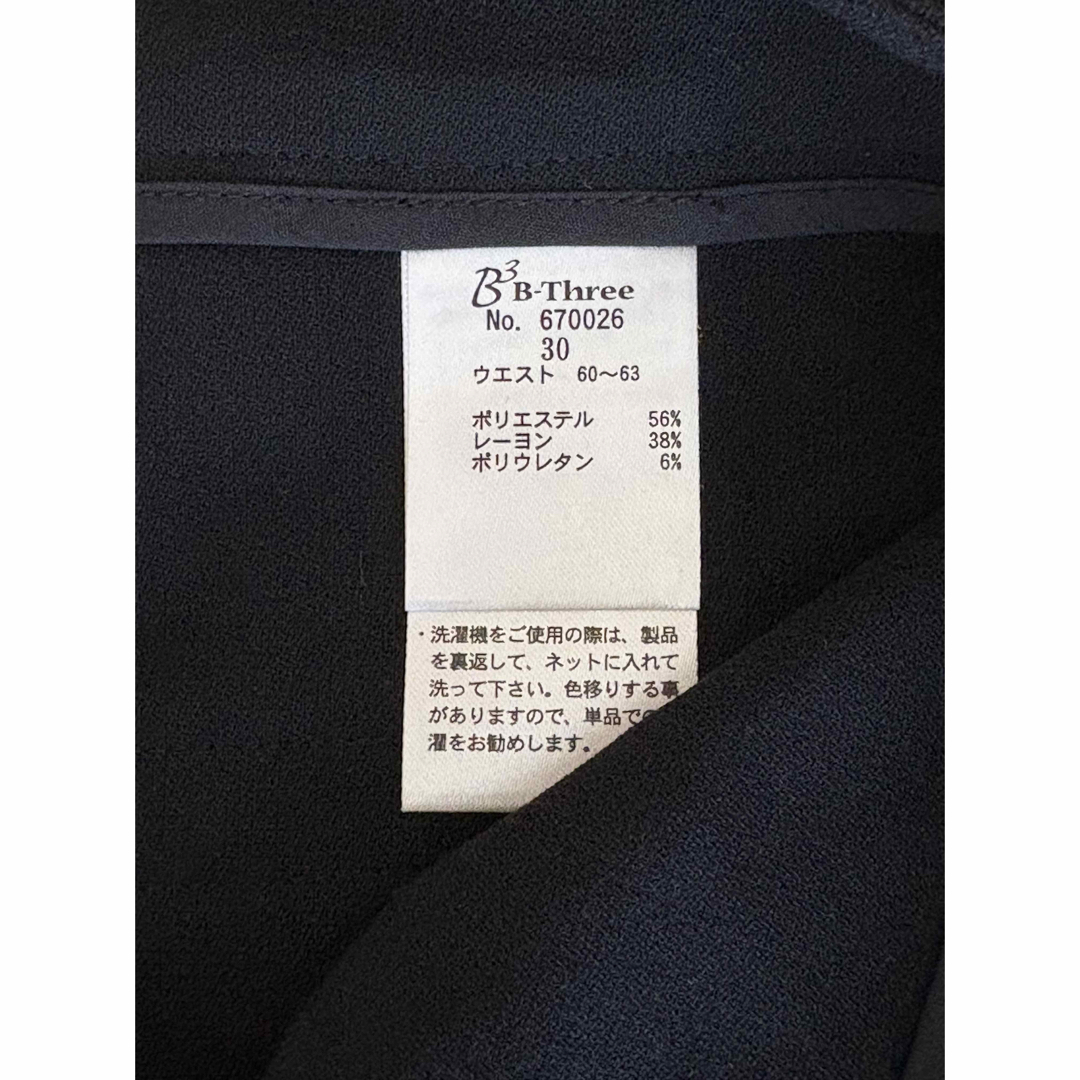 B3 B-Three
No. 670026
30
ウエスト 60～63
ポリエステル 56%
レーヨン 38%
ポリウレタン 6%
・洗濯機をご使用の際は、製品
を裏返して、ネットに入れて
洗って下さい。色移りする事
がありますので、単品で
濯をお勧めします。